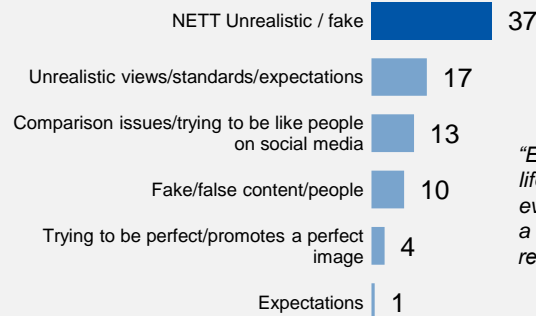 NETT Unrealistic / fake 37
Unrealistic views/standards/expectations 17
Comparison issues/trying to be like people
on social media 13
Fake/false content/people 10
Trying to be perfect/promotes a perfect
image 4
Expectations 1